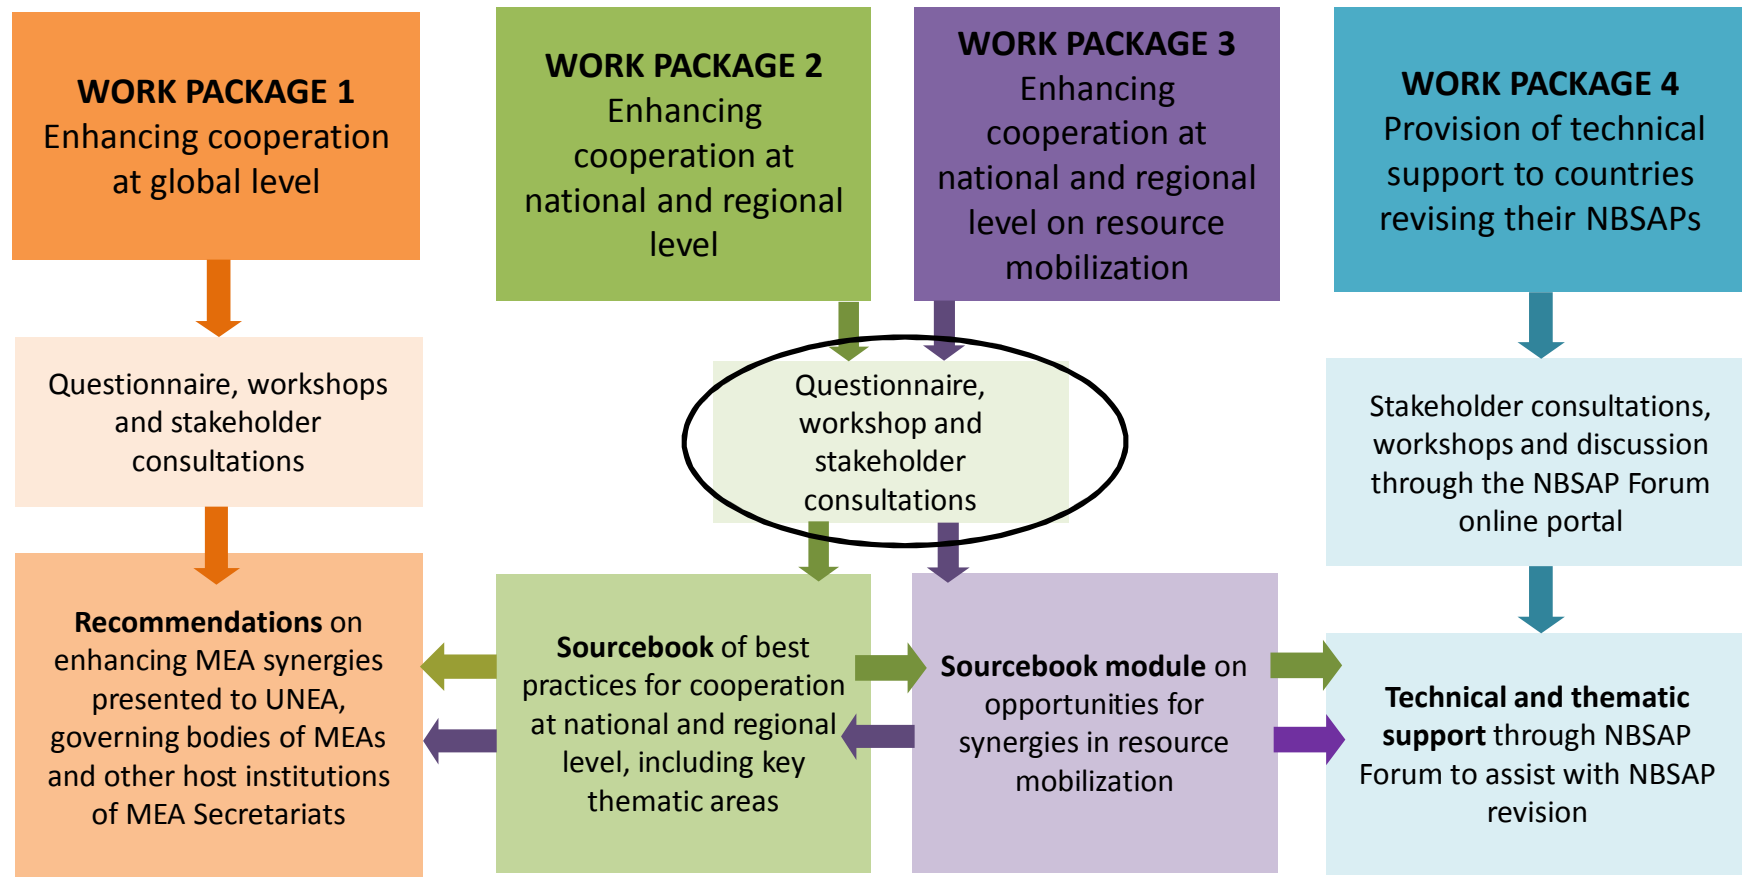 WORK PACKAGE 1
Enhancing cooperation
at global level
WORK PACKAGE 2
Enhancing
cooperation at
national and regional
level
WORK PACKAGE 3
Enhancing
cooperation at
national and regional
level on resource
mobilization
WORK PACKAGE 4
Provision of technical
support to countries
revising their NBSAPs
Questionnaire, workshops
and stakeholder
consultations
Questionnaire,
workshop and
stakeholder
consultations
Stakeholder consultations,
workshops and discussion
through the NBSAP Forum
online portal
Recommendations on
enhancing MEA synergies
presented to UNEA,
governing bodies of MEAs
and other host institutions
of MEA Secretariats
Sourcebook of best
practices for cooperation
at national and regional
level, including key
thematic areas
Sourcebook module on
opportunities for
synergies in resource
mobilization
Technical and thematic
support through NBSAP
Forum to assist with NBSAP
revision